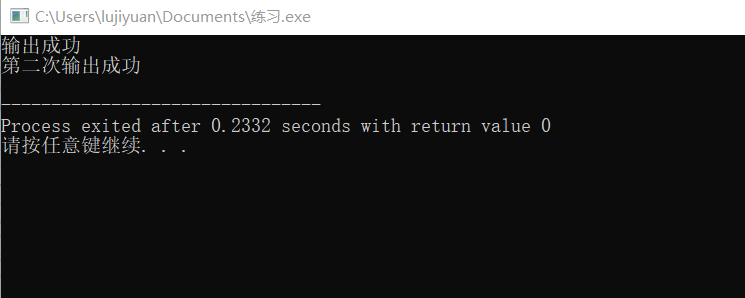 C:\Users\lujiyuan\Documents\练习.exe
输出成功
第二次输出成功
--------------------------------
Process exited after 0.2332 seconds with return value 0
请按任意键继续. . .